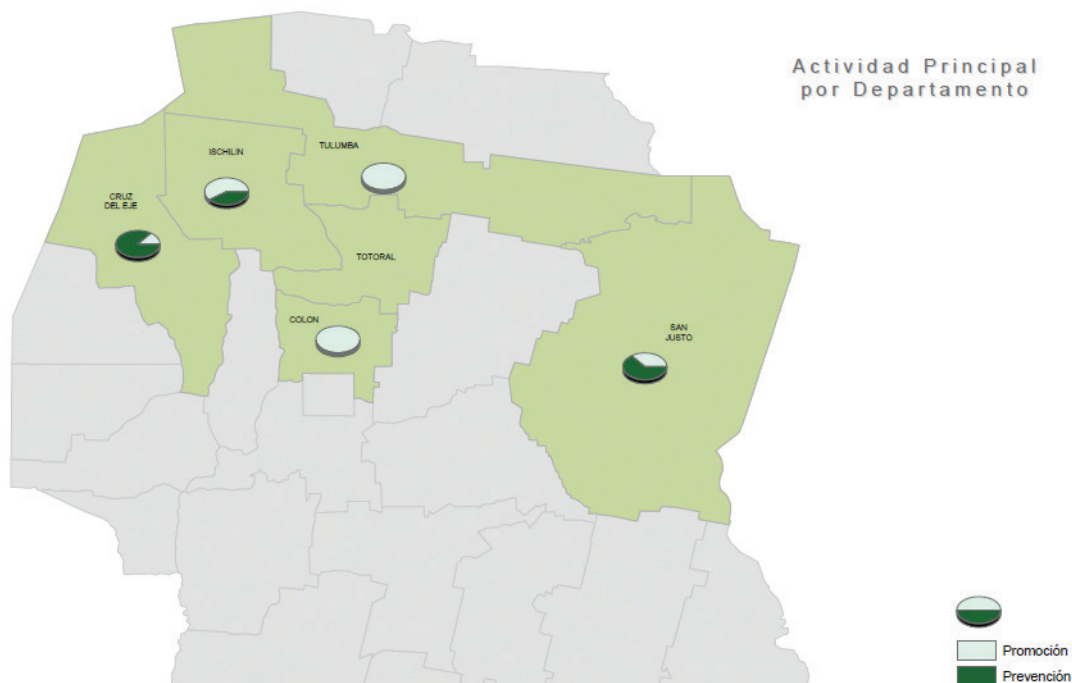 Actividad Principal
por Departamento
ISCHILIN
TULUMBA
CRUZ
DEL EJE
TOTORAL
COLON
SAN
JUSTO
Promoción
Prevención